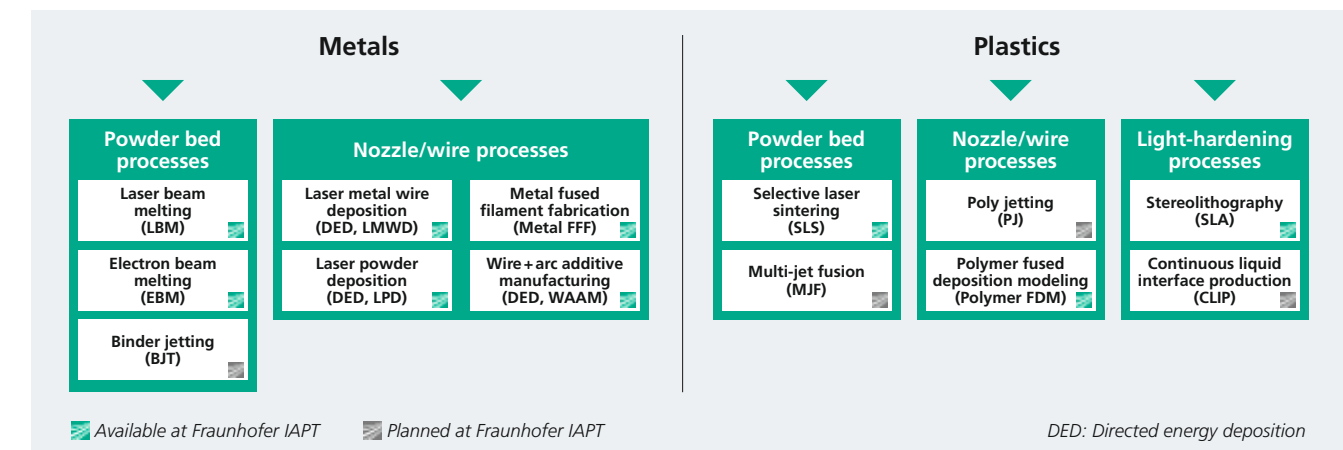 Metals
Powder bed
processes
Laser beam
melting
(LBM)
Electron beam
melting
(EBM)
Binder jetting
(BJT)
Nozzle/wire processes
Laser metal wire
deposition
(DED, LMWD)
Metal fused
filament fabrication
(Metal FFF)
Laser powder
deposition
(DED, LPD)
Wire+arc additive
manufacturing
(DED, WAAM)
Plastics
Powder bed
processes
Selective laser
sintering
(SLS)
Multi-jet fusion
(MJF)
Nozzle/wire
processes
Poly jetting
(PJ)
Polymer fused
deposition modeling
(Polymer FDM)
Light-hardening
processes
Stereolithography
(SLA)
Continuous liquid
interface production
(CLIP)
Available at Fraunhofer IAPT
Planned at Fraunhofer IAPT
DED: Directed energy deposition